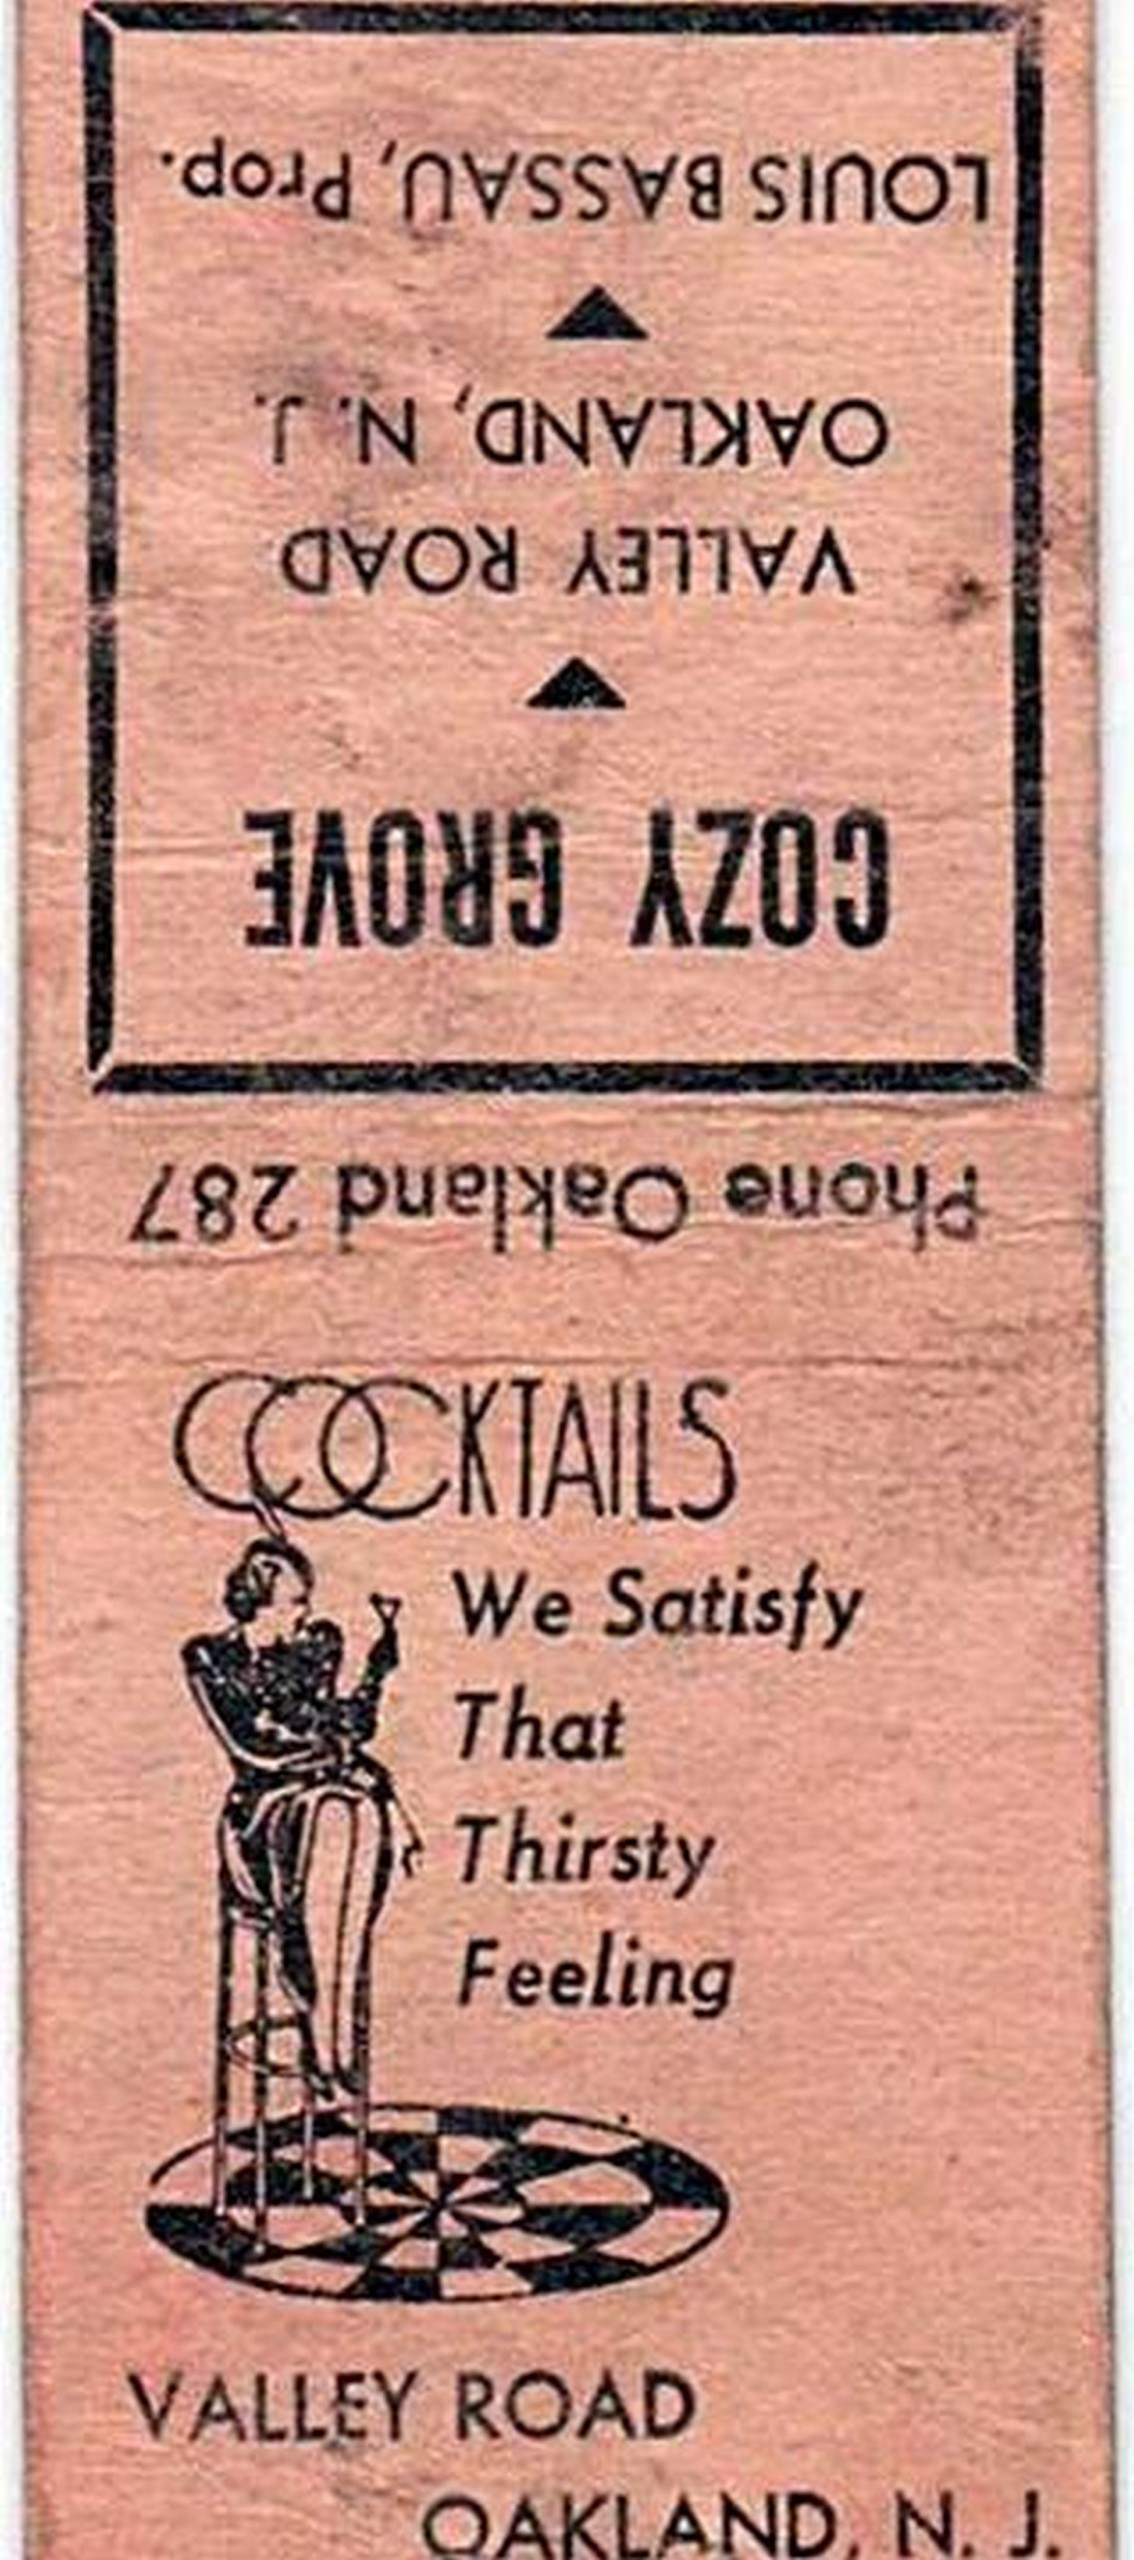 COZY GROVE
VALLEY ROAD
OAKLAND, N. J.
LOUIS BASSAU, Prop.
Phone Oakland 287
COCKTAILS
We Satisfy
That
Thirsty
Feeling
VALLEY ROAD
OAKLAND, N. J.